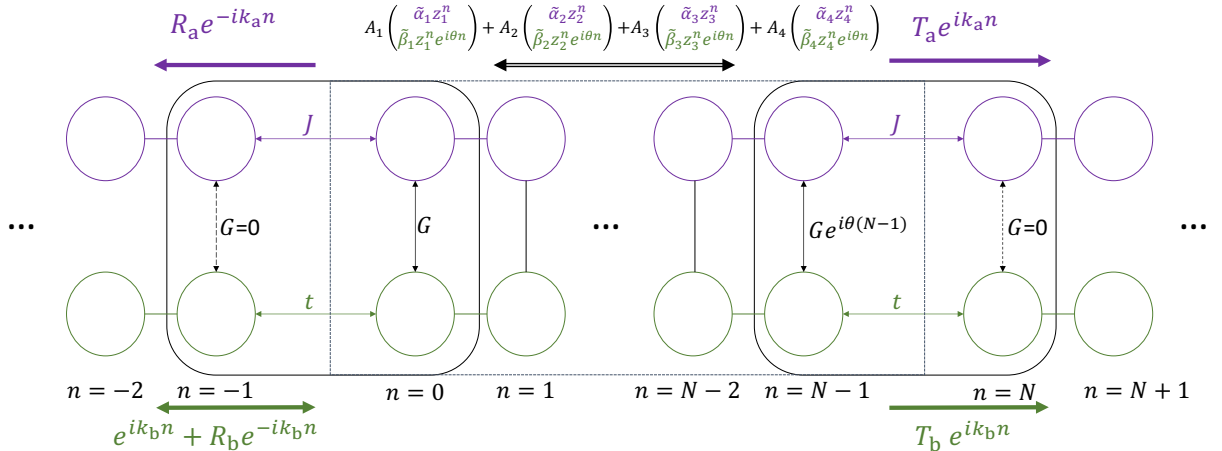 R_a e^{-ik_a n}
A_1 (α̃_1 z_1^n β̃_1 z_1^n e^{iθn}) + A_2 (α̃_2 z_2^n β̃_2 z_2^n e^{iθn}) + A_3 (α̃_3 z_3^n β̃_3 z_3^n e^{iθn}) + A_4 (α̃_4 z_4^n β̃_4 z_4^n e^{iθn})
T_a e^{ik_a n}
J
J
... G=0 G ... Ge^{iθ(N−1)} G=0 ...
t
t
n = −2 n = −1 n = 0 n = 1 n = N − 2 n = N − 1 n = N n = N + 1
e^{ik_b n} + R_b e^{-ik_b n}
T_b e^{ik_b n}